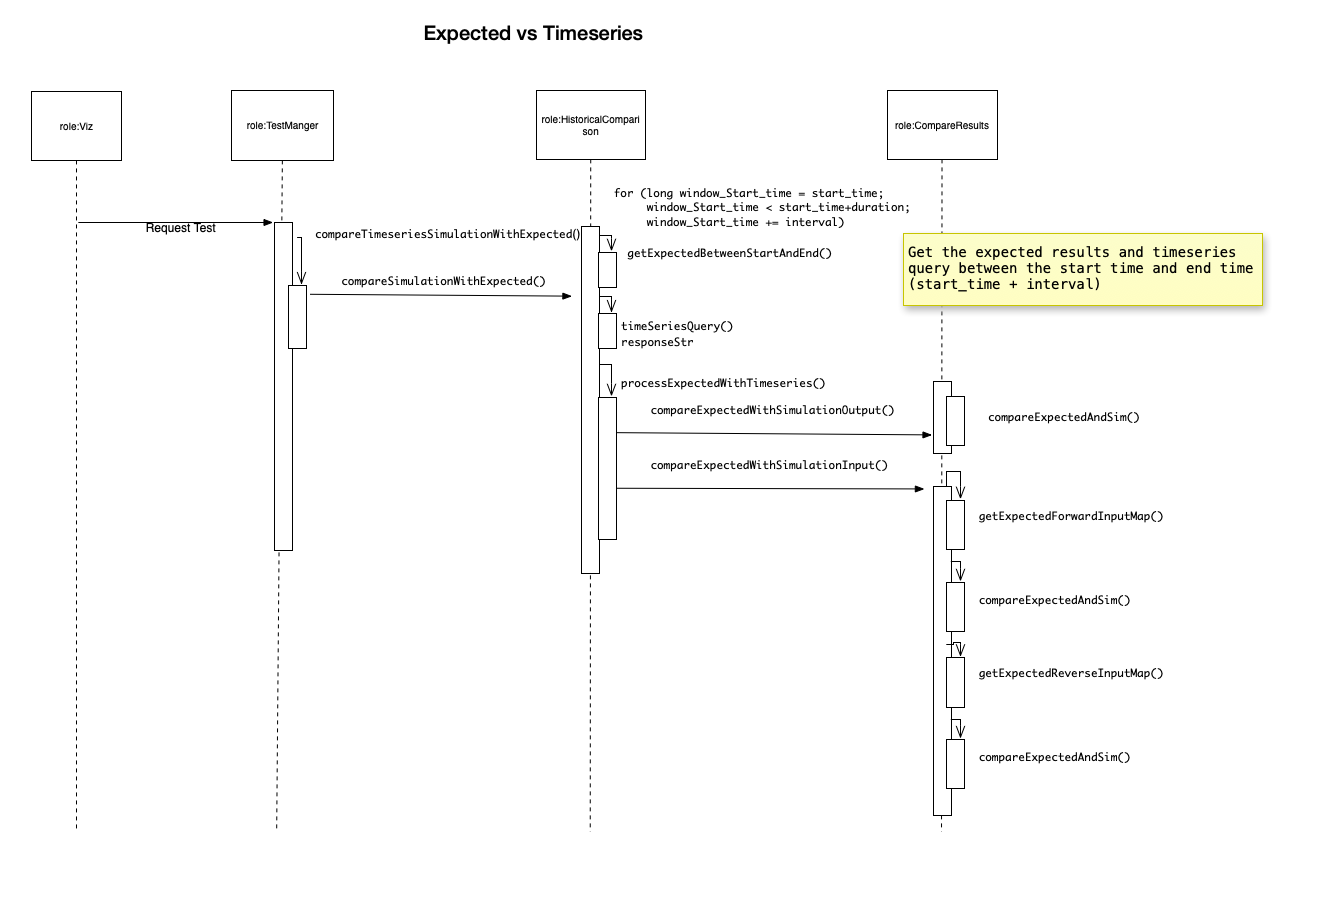 Expected vs Timeseries
role:Viz
role:TestManger
role:HistoricalCompari
son
role:CompareResults
for (long window_Start_time = start_time;
window_Start_time < start_time+duration;
window_Start_time += interval)
Request Test
compareTimeseriesSimulationWithExpected()
getExpectedBetweenStartAndEnd()
Get the expected results and timeseries
query between the start time and end time
(start_time + interval)
compareSimulationWithExpected()
timeSeriesQuery()
responseStr
processExpectedWithTimeseries()
compareExpectedWithSimulationOutput()
compareExpectedAndSim()
compareExpectedWithSimulationInput()
getExpectedForwardInputMap()
compareExpectedAndSim()
getExpectedReverseInputMap()
compareExpectedAndSim()